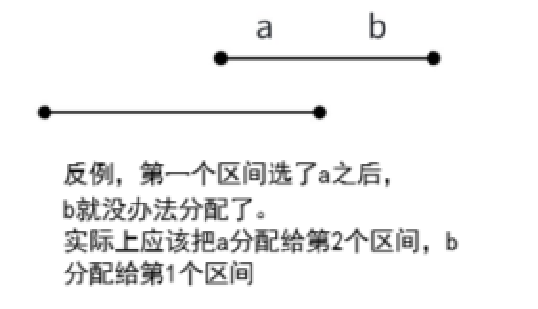 a b
反例，第一个区间选了a之后，
b就没办法分配了。
实际上应该把a分配给第2个区间，b
分配给第1个区间